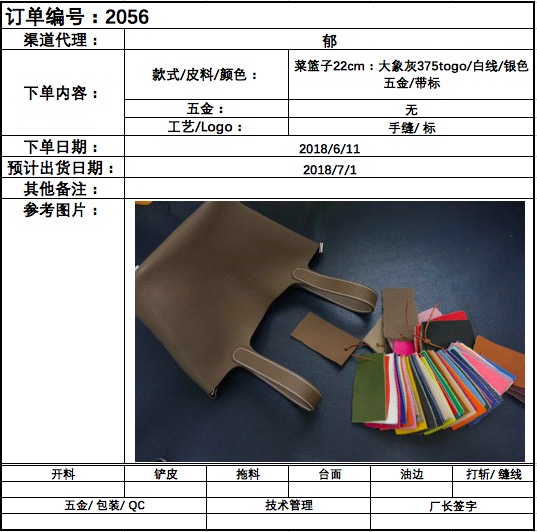 订单编号：2056
渠道代理：
郁
下单内容：
款式/皮料/颜色：
菜篮子22cm：大象灰375togo/白线/银色
五金/带标
五金：
无
工艺/Logo：
手缝/ 标
下单日期：
2018/6/11
预计出货日期：
2018/7/1
其他备注：
参考图片：
开料
铲皮
拖料
台面
油边
打斩/ 缝线
五金/ 包装/ QC
技术管理
厂长签字